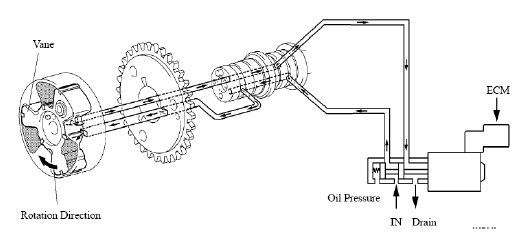 Vane
ECM
Oil Pressure
IN Drain
Rotation Direction